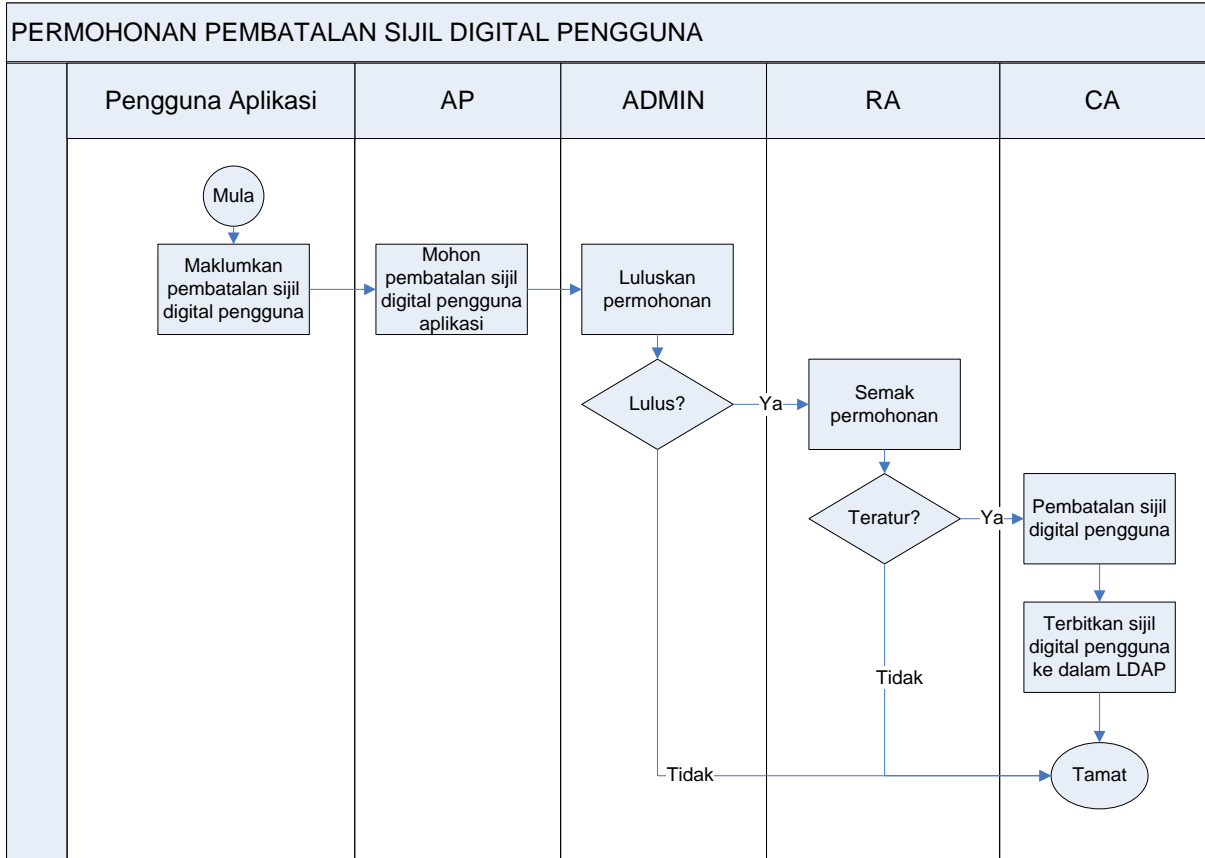 PERMOHONAN PEMBATALAN SIJIL DIGITAL PENGGUNA
Pengguna Aplikasi
AP
ADMIN
RA
CA
Mula
Maklumkan
pembatalan sijil
digital pengguna
Mohon
pembatalan sijil
digital pengguna
aplikasi
Luluskan
permohonan
Lulus?
Ya
Semak
permohonan
Teratur?
Ya
Pembatalan sijil
digital pengguna
Terbitkan sijil
digital pengguna
ke dalam LDAP
Tidak
Tidak
Tamat